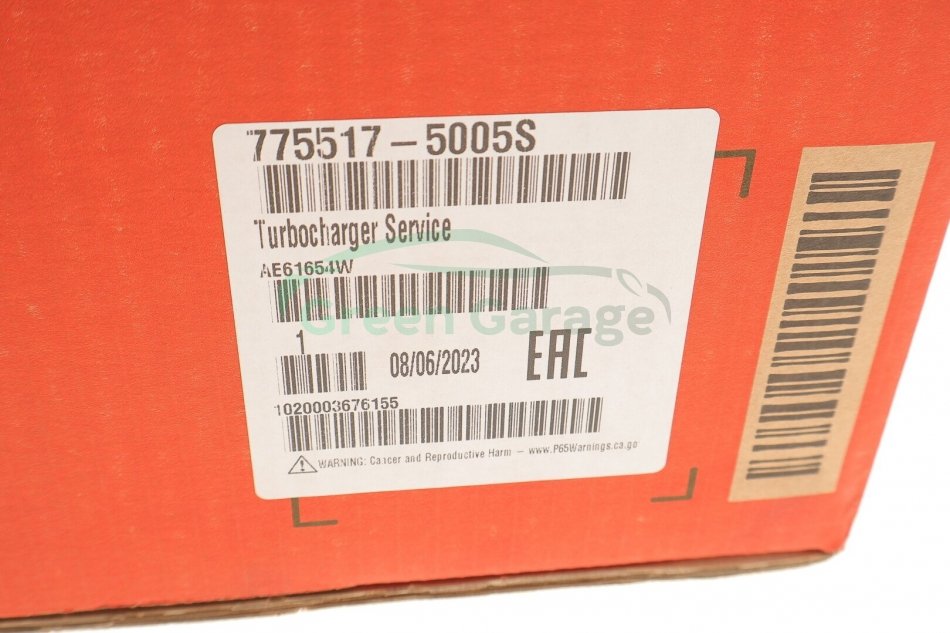 775517-5005S
Turbocharger Service
AE61654W
Green Garage
1
08/06/2023
EAC
1020003676155
WARNING: Cancer and Reproductive Harm - www.P65Warnings.ca.go